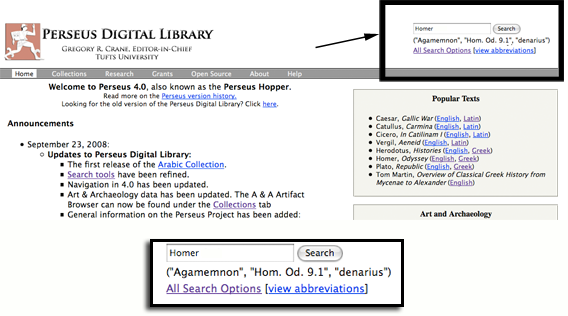 PERSEUS DIGITAL LIBRARY
GREGORY R. CRANE, EDITOR-IN-CHIEF
TUFTS UNIVERSITY
Homer Search
("Agamemnon", "Hom. Od. 9.1", "denarius")
All Search Options [view abbreviations]
Home Collections Research Grants Open Source About Help
Welcome to Perseus 4.0, also known as the Perseus Hopper.
Read more on the Perseus version history.
Looking for the old version of the Perseus Digital Library? Click here.
Announcements
• September 23, 2008:
Updates to Perseus Digital Library:
The first release of the Arabic Collection.
Search tools have been refined.
Navigation in 4.0 has been updated.
Art & Archaeology data has been updated. The A & A Artifact
Browser can now be found under the Collections tab
General information on the Perseus Project has been added:
Popular Texts
• Caesar, Gallic War (English, Latin)
• Catullus, Carmina (English, Latin)
• Cicero, In Catilinam I (English, Latin)
• Vergil, Aeneid (English, Latin)
• Herodotus, Histories (English, Greek)
• Homer, Odyssey (English, Greek)
• Plato, Republic (English, Greek)
• Tom Martin, Overview of Classical Greek History from
Mycenae to Alexander (English)
Art and Archaeology
Homer Search
("Agamemnon", "Hom. Od. 9.1", "denarius")
All Search Options [view abbreviations]